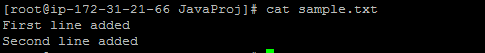 [root@ip-172-31-21-66 JavaProj]# cat sample.txt
First line added
Second line added